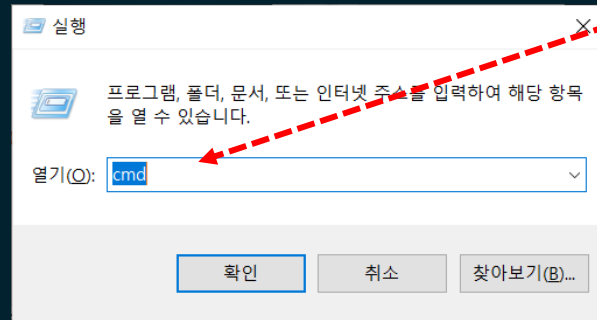 실행
프로그램, 폴더, 문서, 또는 인터넷 주소를 입력하여 해당 항목
을 열 수 있습니다.
열기(O): cmd
확인 취소 찾아보기(B)...